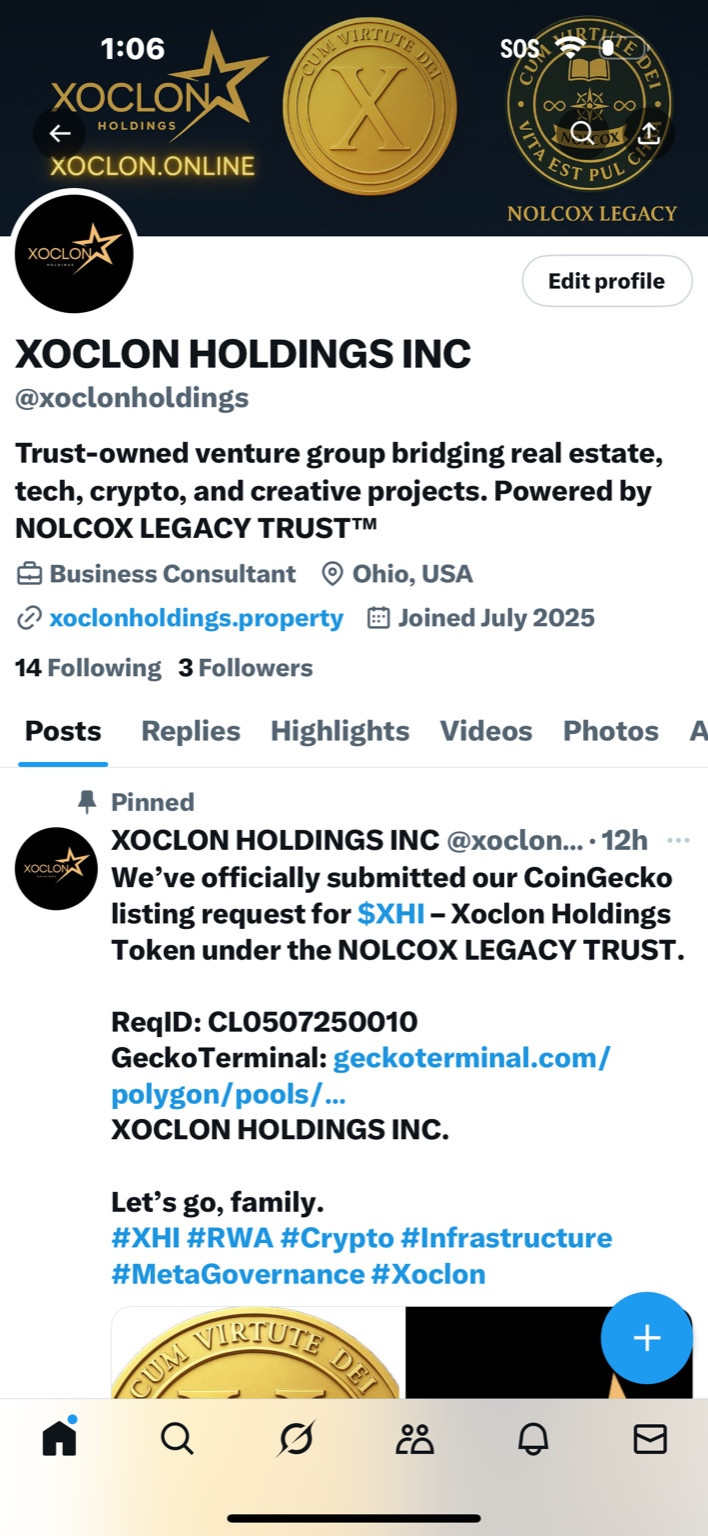 1:06
SOS
XOCLON
HOLDINGS
XOCLON.ONLINE
CUM VIRTUTE DEI
X
CUM VIRTUTE DEI
VITA EST PUL
NOLCOX LEGACY
XOCLON
HOLDINGS
Edit profile
XOCLON HOLDINGS INC
@xoclonholdings
Trust-owned venture group bridging real estate,
tech, crypto, and creative projects. Powered by
NOLCOX LEGACY TRUST™
Business Consultant Ohio, USA
xoclonholdings.property Joined July 2025
14 Following 3 Followers
Posts Replies Highlights Videos Photos A
Pinned
XOCLON HOLDINGS INC @xoclon... · 12h
XOCLON
We’ve officially submitted our CoinGecko
listing request for $XHI – Xoclon Holdings
Token under the NOLCOX LEGACY TRUST.
ReqID: CL0507250010
GeckoTerminal: geckoterminal.com/
polygon/pools/...
XOCLON HOLDINGS INC.
Let’s go, family.
#XHI #RWA #Crypto #Infrastructure
#MetaGovernance #Xoclon
CUM VIRTUTE DEI